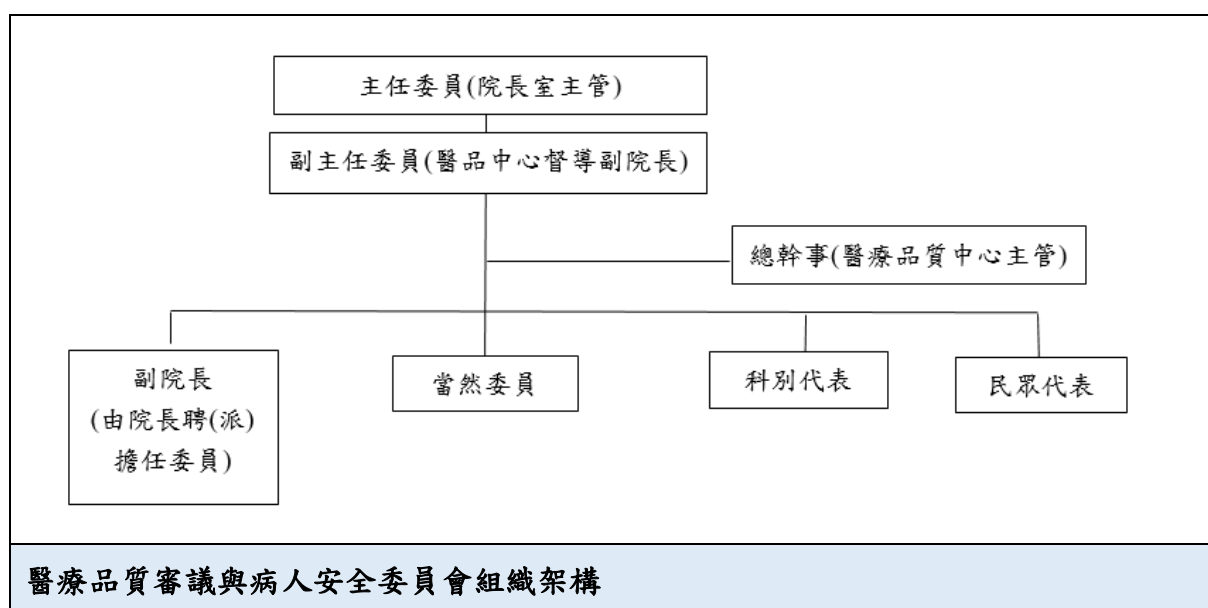 主任委員(院長室主管)
副主任委員(醫品中心督導副院長)
總幹事(醫療品質中心主管)
副院長
(由院長聘(派)
擔任委員)
當然委員
科別代表
民眾代表
醫療品質審議與病人安全委員會組織架構